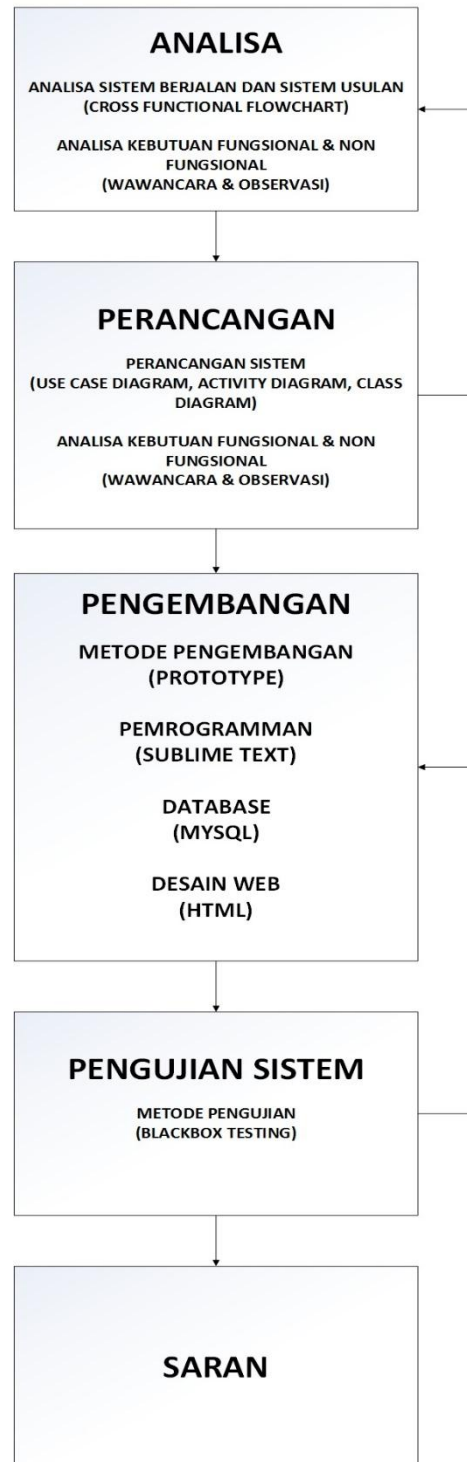 ANALISA
ANALISA SISTEM BERJALAN DAN SISTEM USULAN
(CROSS FUNCTIONAL FLOWCHART)
ANALISA KEBUTUAN FUNGSIONAL & NON
FUNGSIONAL
(WAWANCARA & OBSERVASI)
PERANCANGAN
PERANCANGAN SISTEM
(USE CASE DIAGRAM, ACTIVITY DIAGRAM, CLASS
DIAGRAM)
ANALISA KEBUTUAN FUNGSIONAL & NON
FUNGSIONAL
(WAWANCARA & OBSERVASI)
PENGEMBANGAN
METODE PENGEMBANGAN
(PROTOTYPE)
PEMROGRAMMAN
(SUBLIME TEXT)
DATABASE
(MYSQL)
DESAIN WEB
(HTML)
PENGUJIAN SISTEM
METODE PENGUJIAN
(BLACKBOX TESTING)
SARAN